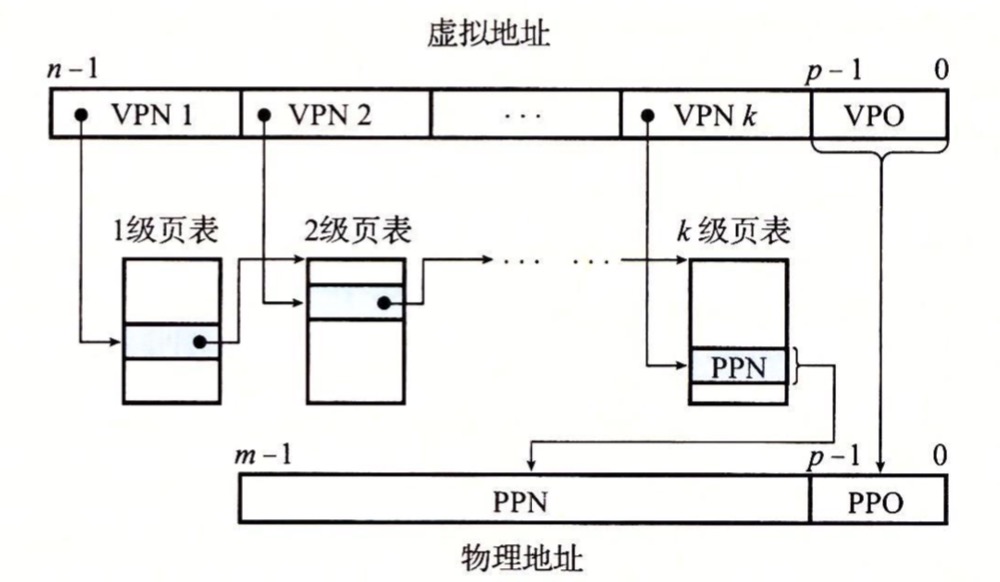 虚拟地址
n-1 p-1 0
VPN 1 VPN 2 ··· VPN k VPO
1级页表 2级页表 k 级页表
··· ···
PPN
m-1 p-1 0
PPN PPO
物理地址